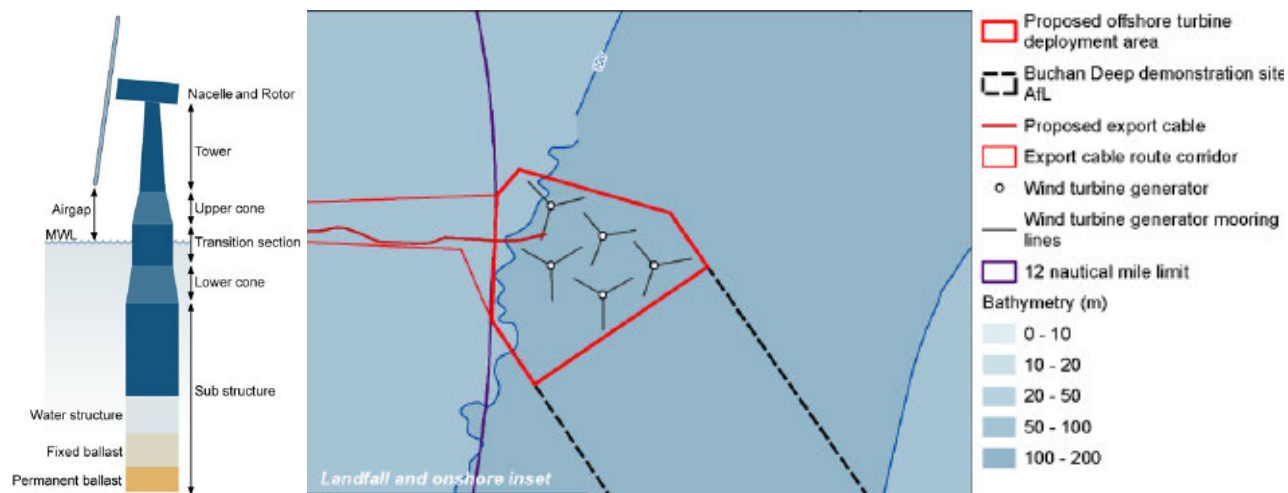 Nacelle and Rotor
Tower
Airgap
Upper cone
MWL
Transition section
Lower cone
Sub structure
Water structure
Fixed ballast
Permanent ballast
100
Landfall and onshore inset
Proposed offshore turbine
deployment area
Buchan Deep demonstration site
AfL
Proposed export cable
Export cable route corridor
Wind turbine generator
Wind turbine generator mooring
lines
12 nautical mile limit
Bathymetry (m)
0 - 10
10 - 20
20 - 50
50 - 100
100 - 200